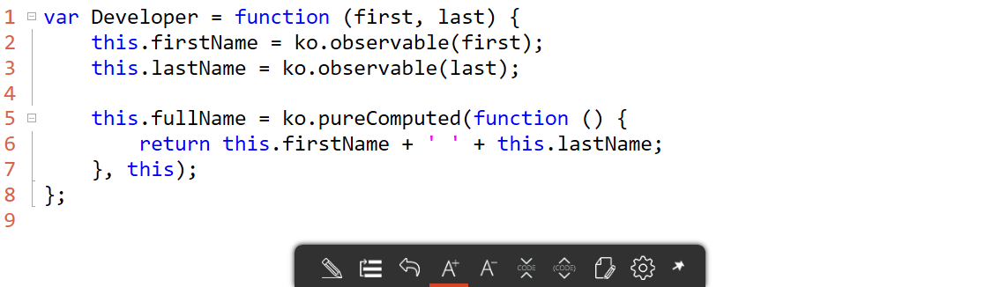 1 var Developer = function (first, last) {
2     this.firstName = ko.observable(first);
3     this.lastName = ko.observable(last);
4
5     this.fullName = ko.pureComputed(function () {
6         return this.firstName + ' ' + this.lastName;
7     }, this);
8 };
9
A+ A- CODE (CODE)